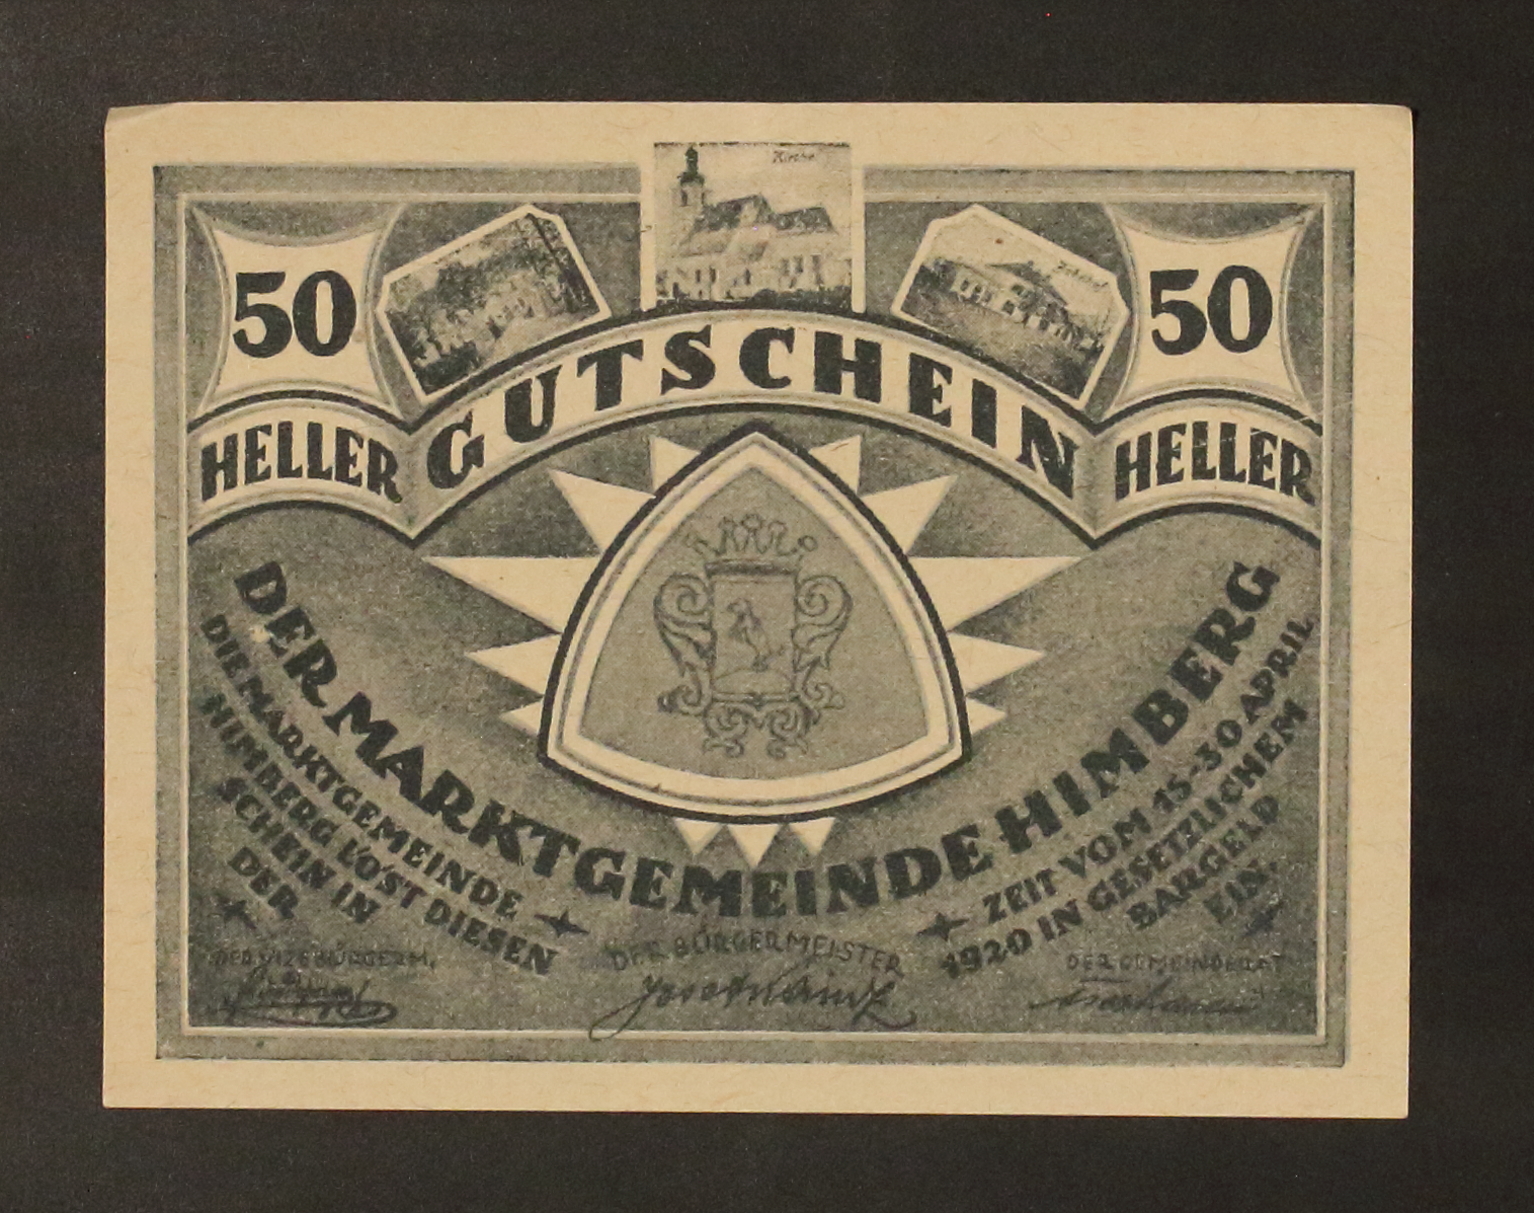 Kirche
50
50
HELLER
GUTSCHEIN
HELLER
DER MARKTGEMEINDE HIMBERG
DIE MARKTGEMEINDE
HIMBERG LÖST DIESEN
SCHEIN IN
DER
ZEIT VOM 15-30 APRIL
1920 IN GESETZLICHEM
BARGELD
EIN.
DER VIZEBÜRGERM.
DER BÜRGERMEISTER
DER GEMEINDERAT